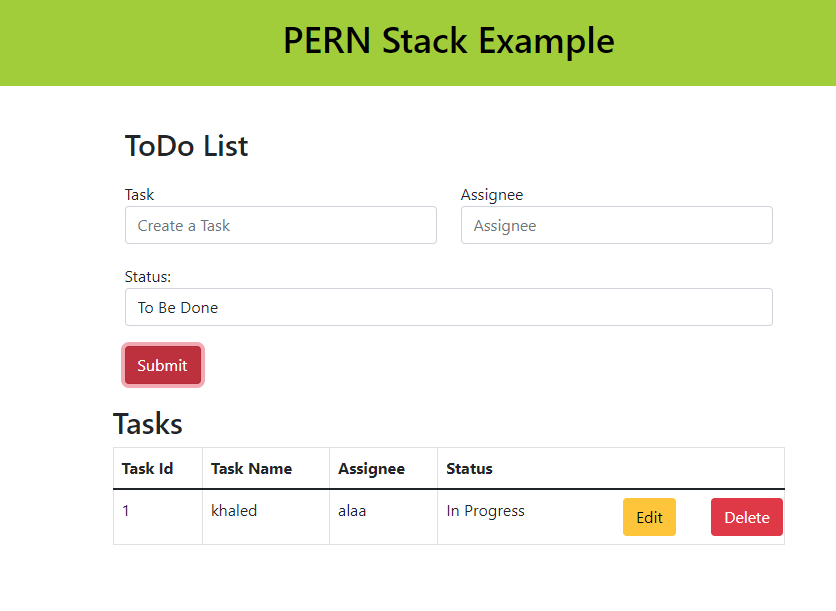 PERN Stack Example
ToDo List
Task Assignee
Create a Task Assignee
Status:
To Be Done
Submit
Tasks
Task Id Task Name Assignee Status
1 khaled alaa In Progress Edit Delete